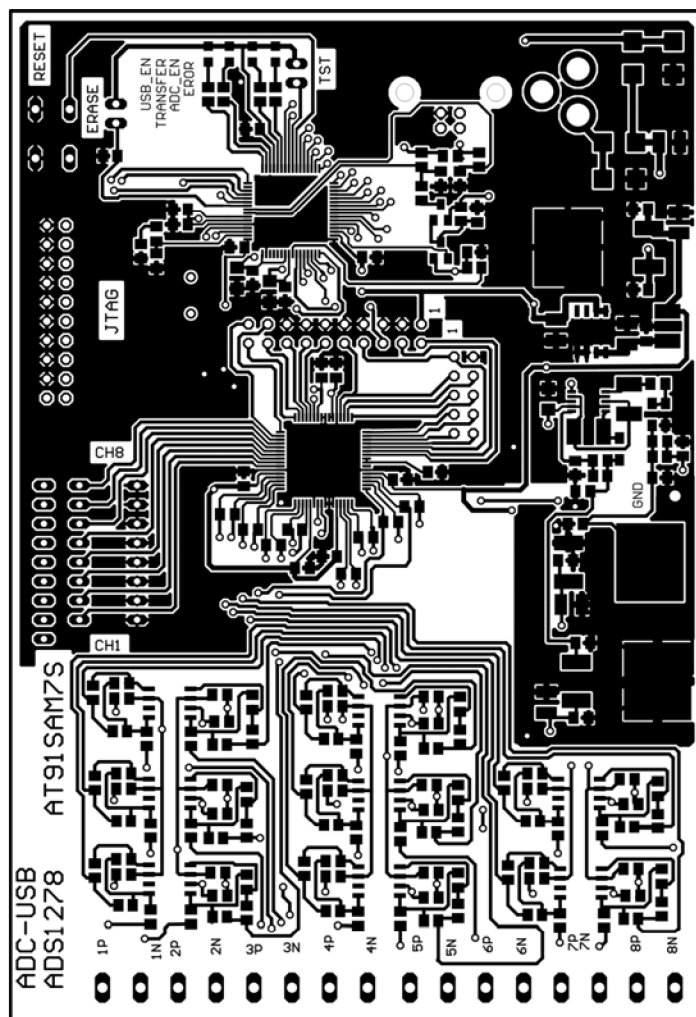 RESET
ERASE
USB_EN
TRANSFER
ADC_EN
EROR
TST
JTAG
1
1
CH8
GND
CH1
AT91SAM7S
ADC-USB
ADS1278
1P
1N
2P
2N
3P
3N
4P
4N
5P
5N
6P
6N
7P
7N
8P
8N